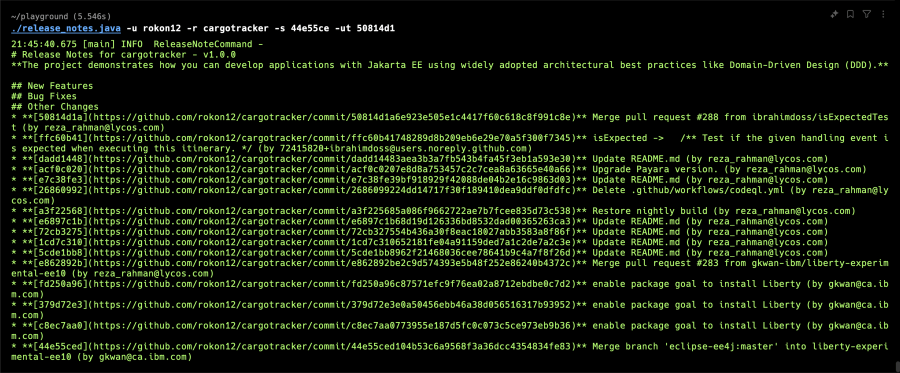 ~/playground (5.546s)
./release_notes.java -u rokon12 -r cargotracker -s 44e55ce -ut 50814d1
21:45:40.675 [main] INFO  ReleaseNoteCommand -
# Release Notes for cargotracker - v1.0.0
**The project demonstrates how you can develop applications with Jakarta EE using widely adopted architectural best practices like Domain-Driven Design (DDD).**
## New Features
## Bug Fixes
## Other Changes
* **[50814d1a](https://github.com/rokon12/cargotracker/commit/50814d1a6e923e505e1c4417f60c618c8f991c8e)** Merge pull request #288 from ibrahimdoss/isExpectedTes
t (by reza_rahman@lycos.com)
* **[ffc60b41](https://github.com/rokon12/cargotracker/commit/ffc60b41748289d8b209eb6e29e70a5f300f7345)** isExpected ->   /** Test if the given handling event i
s expected when executing this itinerary. */ (by 72415820+ibrahimdoss@users.noreply.github.com)
* **[dadd1448](https://github.com/rokon12/cargotracker/commit/dadd14483aea3b3a7fb543b4fa45f3eb1a593e30)** Update README.md (by reza_rahman@lycos.com)
* **[acf0c020](https://github.com/rokon12/cargotracker/commit/acf0c0207e8d8a753457c2c7cea8a63665e40a66)** Upgrade Payara version. (by reza_rahman@lycos.com)
* **[e7c38fe3](https://github.com/rokon12/cargotracker/commit/e7c38fe39bf918929f42088de04b2e16c9863d03)** Update README.md (by reza_rahman@lycos.com)
* **[26860992](https://github.com/rokon12/cargotracker/commit/2686099224dd14717f30f189410dea9ddf0dfdfc)** Delete .github/workflows/codeql.yml (by reza_rahman@ly
cos.com)
* **[a3f22568](https://github.com/rokon12/cargotracker/commit/a3f225685a086f9662722ae7b7fcee835d73c538)** Restore nightly build (by reza_rahman@lycos.com)
* **[e6897c1b](https://github.com/rokon12/cargotracker/commit/e6897c1b68d19d126336bd8532dad00365263ca3)** Update README.md (by reza_rahman@lycos.com)
* **[72cb3275](https://github.com/rokon12/cargotracker/commit/72cb327554b436a30f8eac18027abb3583a8f86f)** Update README.md (by reza_rahman@lycos.com)
* **[1cd7c310](https://github.com/rokon12/cargotracker/commit/1cd7c310652181fe04a91159ded7a1c2de7a2c3e)** Update README.md (by reza_rahman@lycos.com)
* **[5cde1bb8](https://github.com/rokon12/cargotracker/commit/5cde1bb8962f21468036cee78641b9c4a7f8f26d)** Update README.md (by reza_rahman@lycos.com)
* **[e862892b](https://github.com/rokon12/cargotracker/commit/e862892be2c9d574393e5b48f252e86240b4372c)** Merge pull request #283 from gkwan-ibm/liberty-experim
ental-ee10 (by reza_rahman@lycos.com)
* **[fd250a96](https://github.com/rokon12/cargotracker/commit/fd250a96c87571efc9f76ea02a8712ebdbe0c7d2)** enable package goal to install Liberty (by gkwan@ca.ib
m.com)
* **[379d72e3](https://github.com/rokon12/cargotracker/commit/379d72e3e0a50456ebb46a38d056516317b93952)** enable package goal to install Liberty (by gkwan@ca.ib
m.com)
* **[c8ec7aa0](https://github.com/rokon12/cargotracker/commit/c8ec7aa0773955e187d5fc0c073c5ce973eb9b36)** enable package goal to install Liberty (by gkwan@ca.ib
m.com)
* **[44e55ced](https://github.com/rokon12/cargotracker/commit/44e55ced104b53c6a9568f3a36dcc4354834fe83)** Merge branch 'eclipse-ee4j:master' into liberty-experi
mental-ee10 (by gkwan@ca.ibm.com)